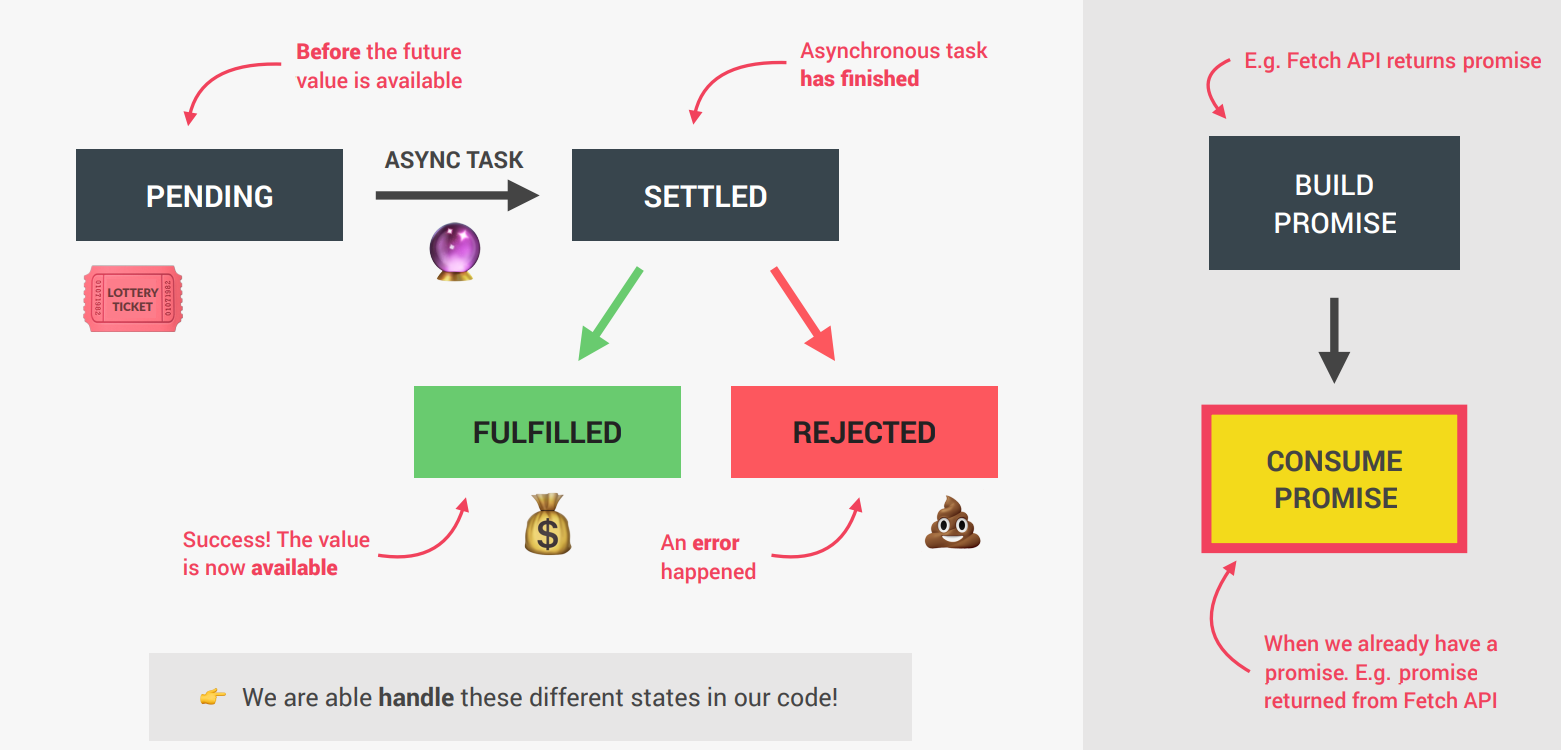 Before the future
value is available
Asynchronous task
has finished
E.g. Fetch API returns promise
PENDING
ASYNC TASK
SETTLED
BUILD
PROMISE
LOTTERY
TICKET
01071982
01071982
FULFILLED
REJECTED
CONSUME
PROMISE
$
Success! The value
is now available
An error
happened
When we already have a
promise. E.g. promise
returned from Fetch API
We are able handle these different states in our code!